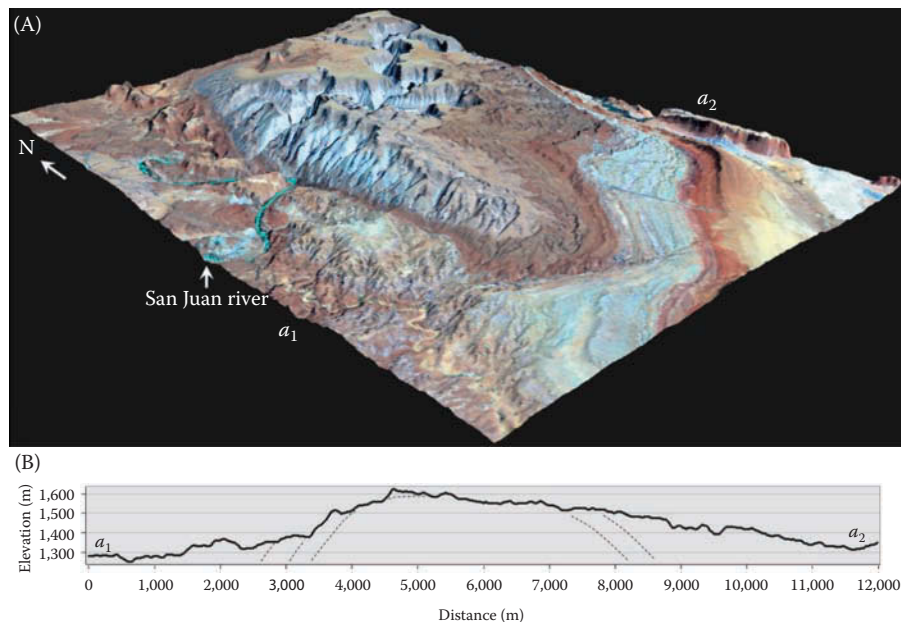 (A)
a2
N
San Juan river
a1
(B)
Elevation (m)
1,600
1,500
1,400
1,300
a1
a2
0 1,000 2,000 3,000 4,000 5,000 6,000 7,000 8,000 9,000 10,000 11,000 12,000
Distance (m)